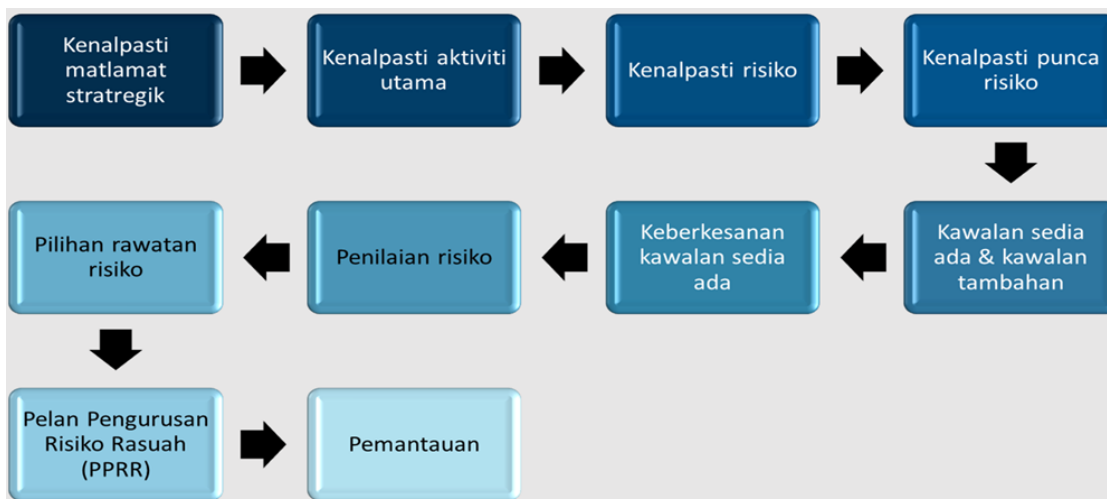 Kenalpasti
matlamat
stratregik
Kenalpasti aktiviti
utama
Kenalpasti risiko
Kenalpasti punca
risiko
Kawalan sedia
ada & kawalan
tambahan
Keberkesanan
kawalan sedia
ada
Penilaian risiko
Pilihan rawatan
risiko
Pelan Pengurusan
Risiko Rasuah
(PPRR)
Pemantauan